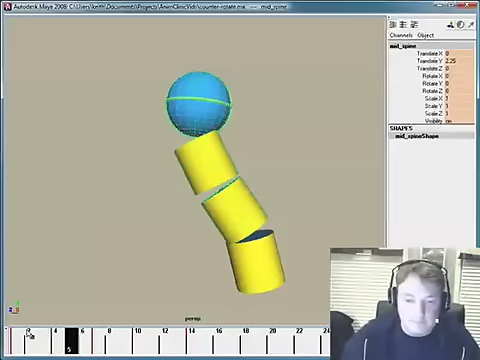 Autodesk Maya 2008: C:\Users\keith\Documents\Projects\AnimClinicVids\counter-rotate.ma --- mid_spine
Channels Object
mid_spine
Translate X 0
Translate Y 2.25
Translate Z 0
Rotate X 0
Rotate Y 0
Rotate Z 0
Scale X 1
Scale Y 1
Scale Z 1
Visibility on
SHAPES
mid_spineShape
persp
4 6 8 10 12 14 16 18 20 22 24
5